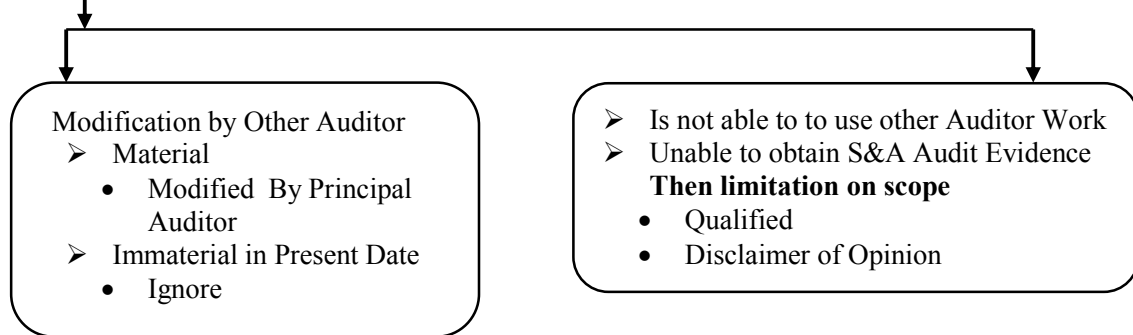 Modification by Other Auditor
➢ Material
• Modified By Principal
Auditor
➢ Immaterial in Present Date
• Ignore
➢ Is not able to to use other Auditor Work
➢ Unable to obtain S&A Audit Evidence
Then limitation on scope
• Qualified
• Disclaimer of Opinion